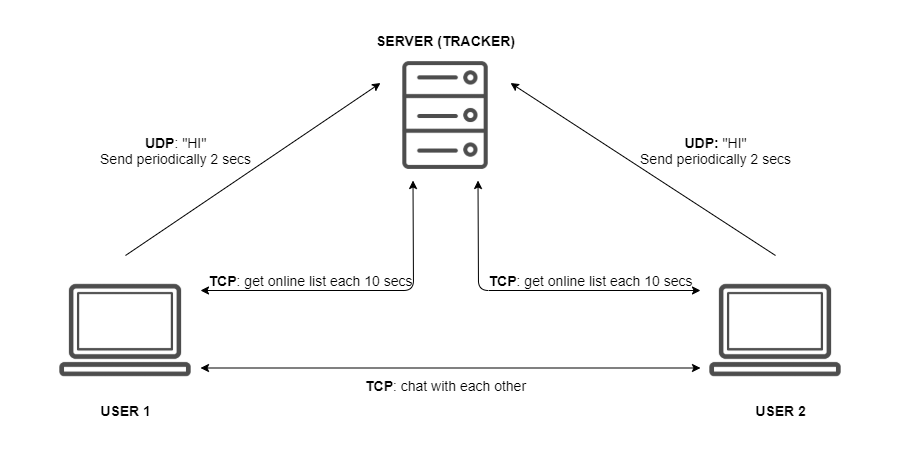 SERVER (TRACKER)
UDP: "HI"
Send periodically 2 secs
UDP: "HI"
Send periodically 2 secs
TCP: get online list each 10 secs
TCP: get online list each 10 secs
TCP: chat with each other
USER 1
USER 2